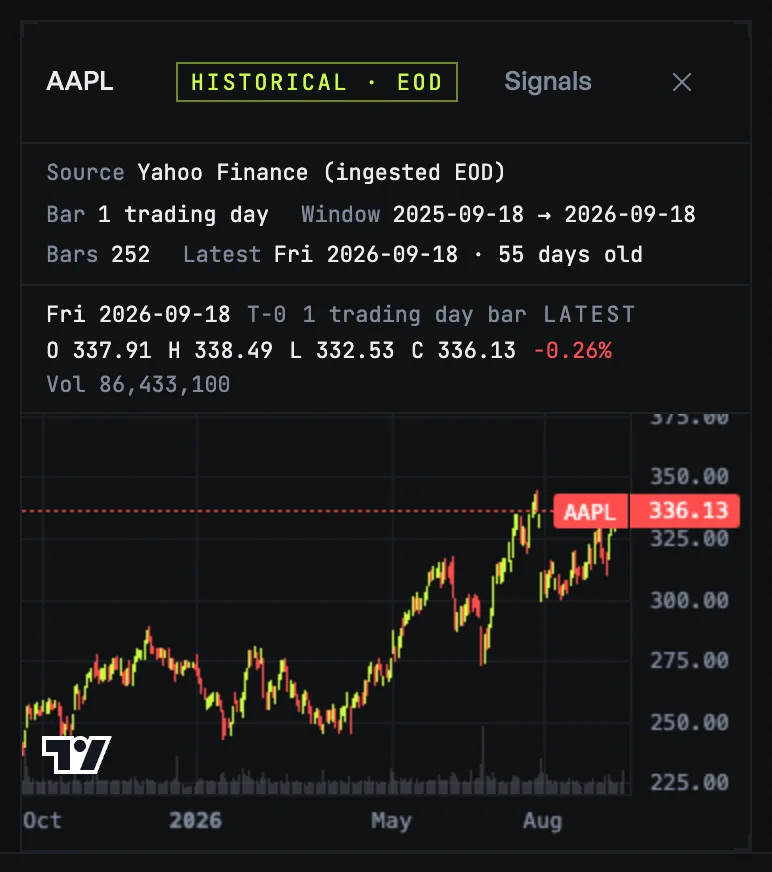 AAPL HISTORICAL · EOD Signals ×
Source Yahoo Finance (ingested EOD)
Bar 1 trading day Window 2025-09-18 → 2026-09-18
Bars 252 Latest Fri 2026-09-18 · 55 days old
Fri 2026-09-18 T-0 1 trading day bar LATEST
O 337.91 H 338.49 L 332.53 C 336.13 -0.26%
Vol 86,433,100
375.00
350.00
AAPL 336.13
325.00
300.00
275.00
250.00
225.00
Oct 2026 May Aug